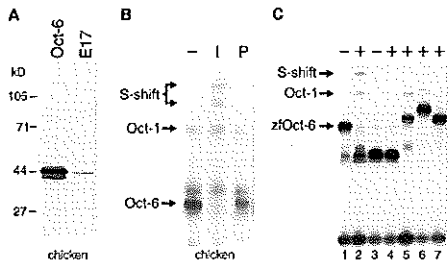 A
Oct-6
E17
kD
105
71
44
27
chicken
B
– I P
S-shift
Oct-1
Oct-6
chicken
C
– + – + + + +
S-shift
Oct-1
zfOct-6
1 2 3 4 5 6 7